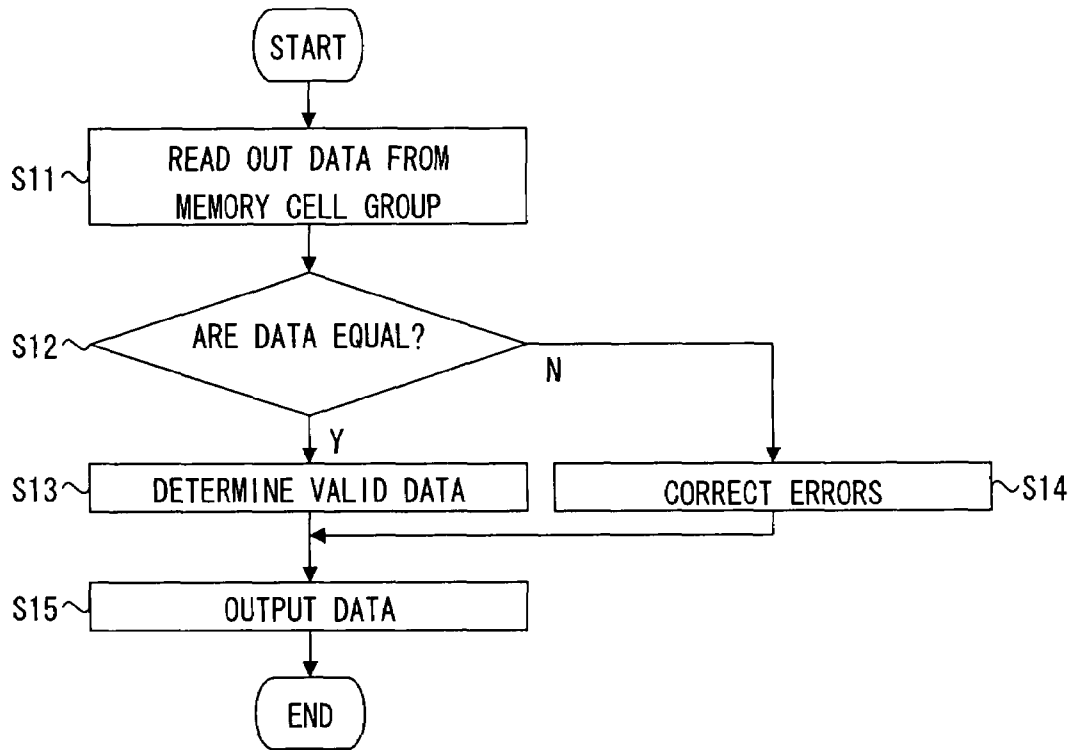 START
S11
READ OUT DATA FROM
MEMORY CELL GROUP
S12
ARE DATA EQUAL?
N
Y
S13
DETERMINE VALID DATA
CORRECT ERRORS
S14
S15
OUTPUT DATA
END